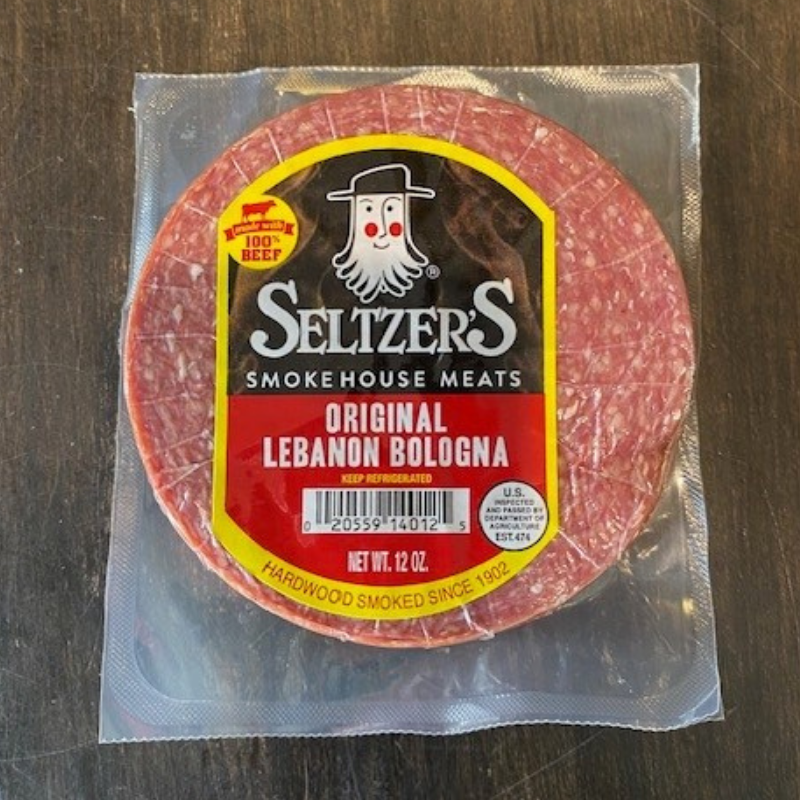 made with
100%
BEEF
®
SELTZER'S
SMOKEHOUSE MEATS
ORIGINAL
LEBANON BOLOGNA
KEEP REFRIGERATED
0 20559 14012 5
U.S.
INSPECTED
AND PASSED BY
DEPARTMENT OF
AGRICULTURE
EST.474
NET WT. 12 OZ.
HARDWOOD SMOKED SINCE 1902